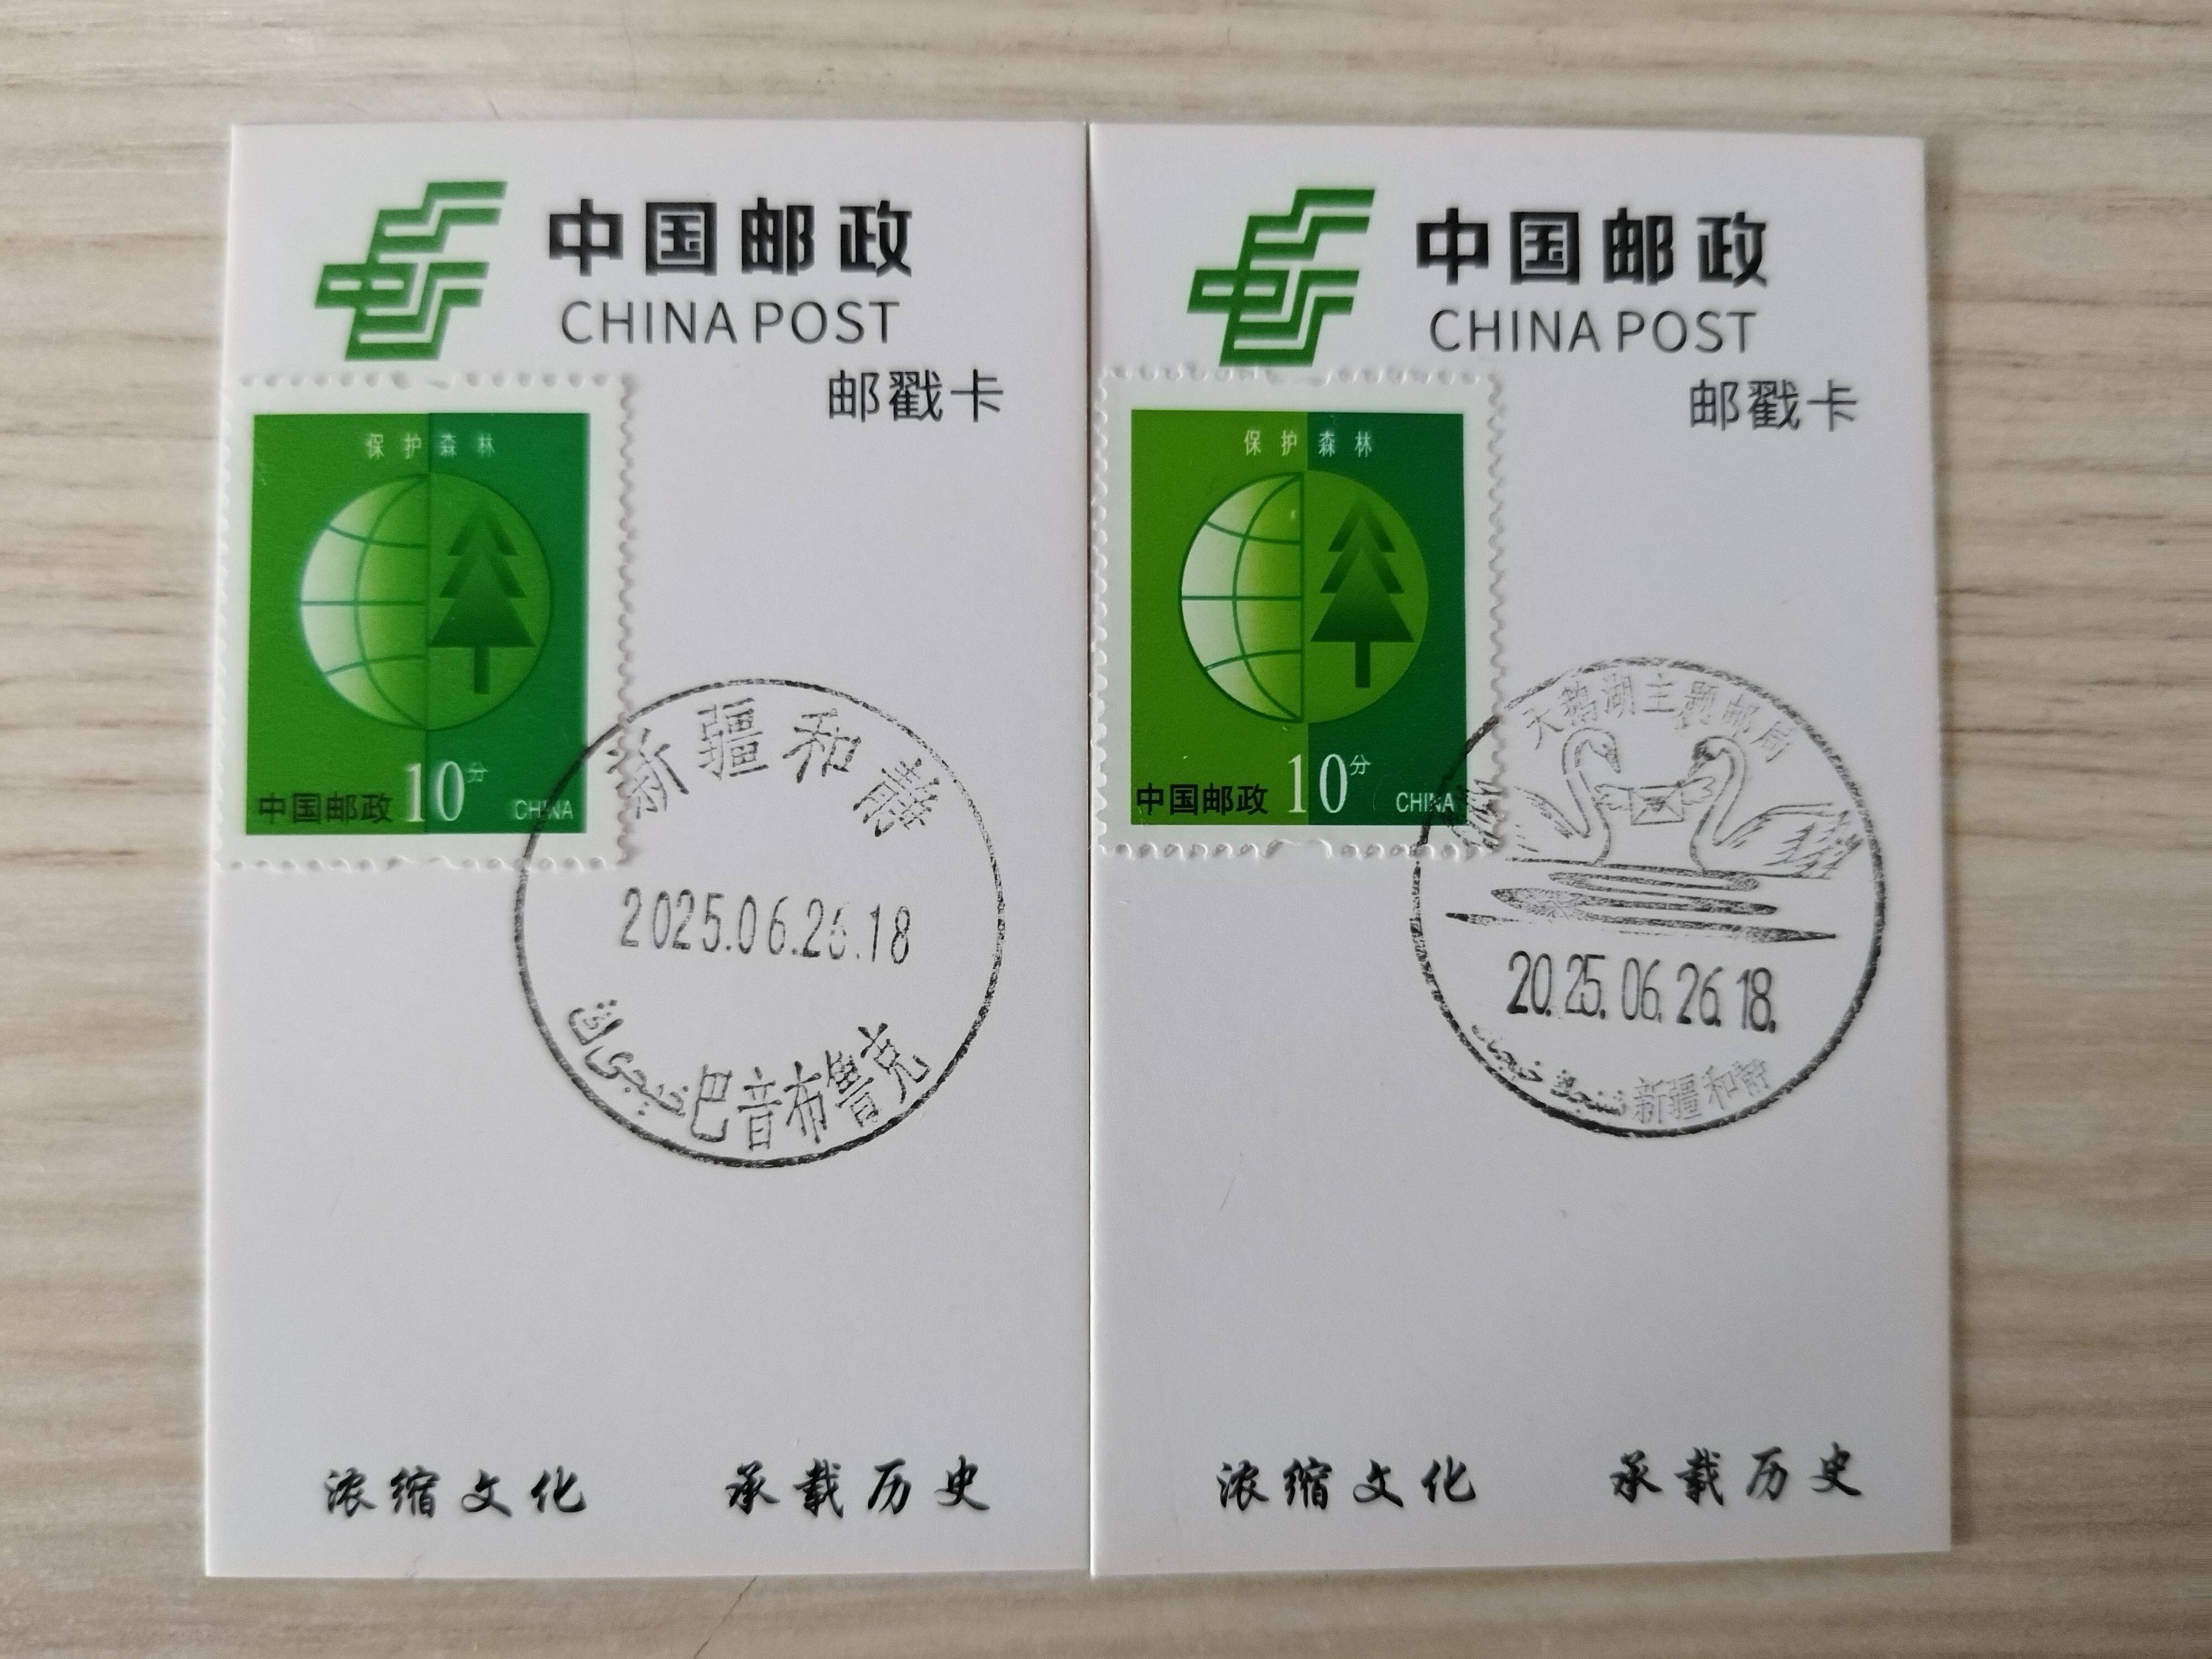 中国邮政
CHINA POST
邮戳卡
保护森林
10分
中国邮政
CHINA
新疆和静
2025.06.26.18
巴音布鲁克
浓缩文化 承载历史
中国邮政
CHINA POST
邮戳卡
保护森林
10分
中国邮政
CHINA
天鹅湖主题邮局
2025.06.26.18.
新疆和静
浓缩文化 承载历史